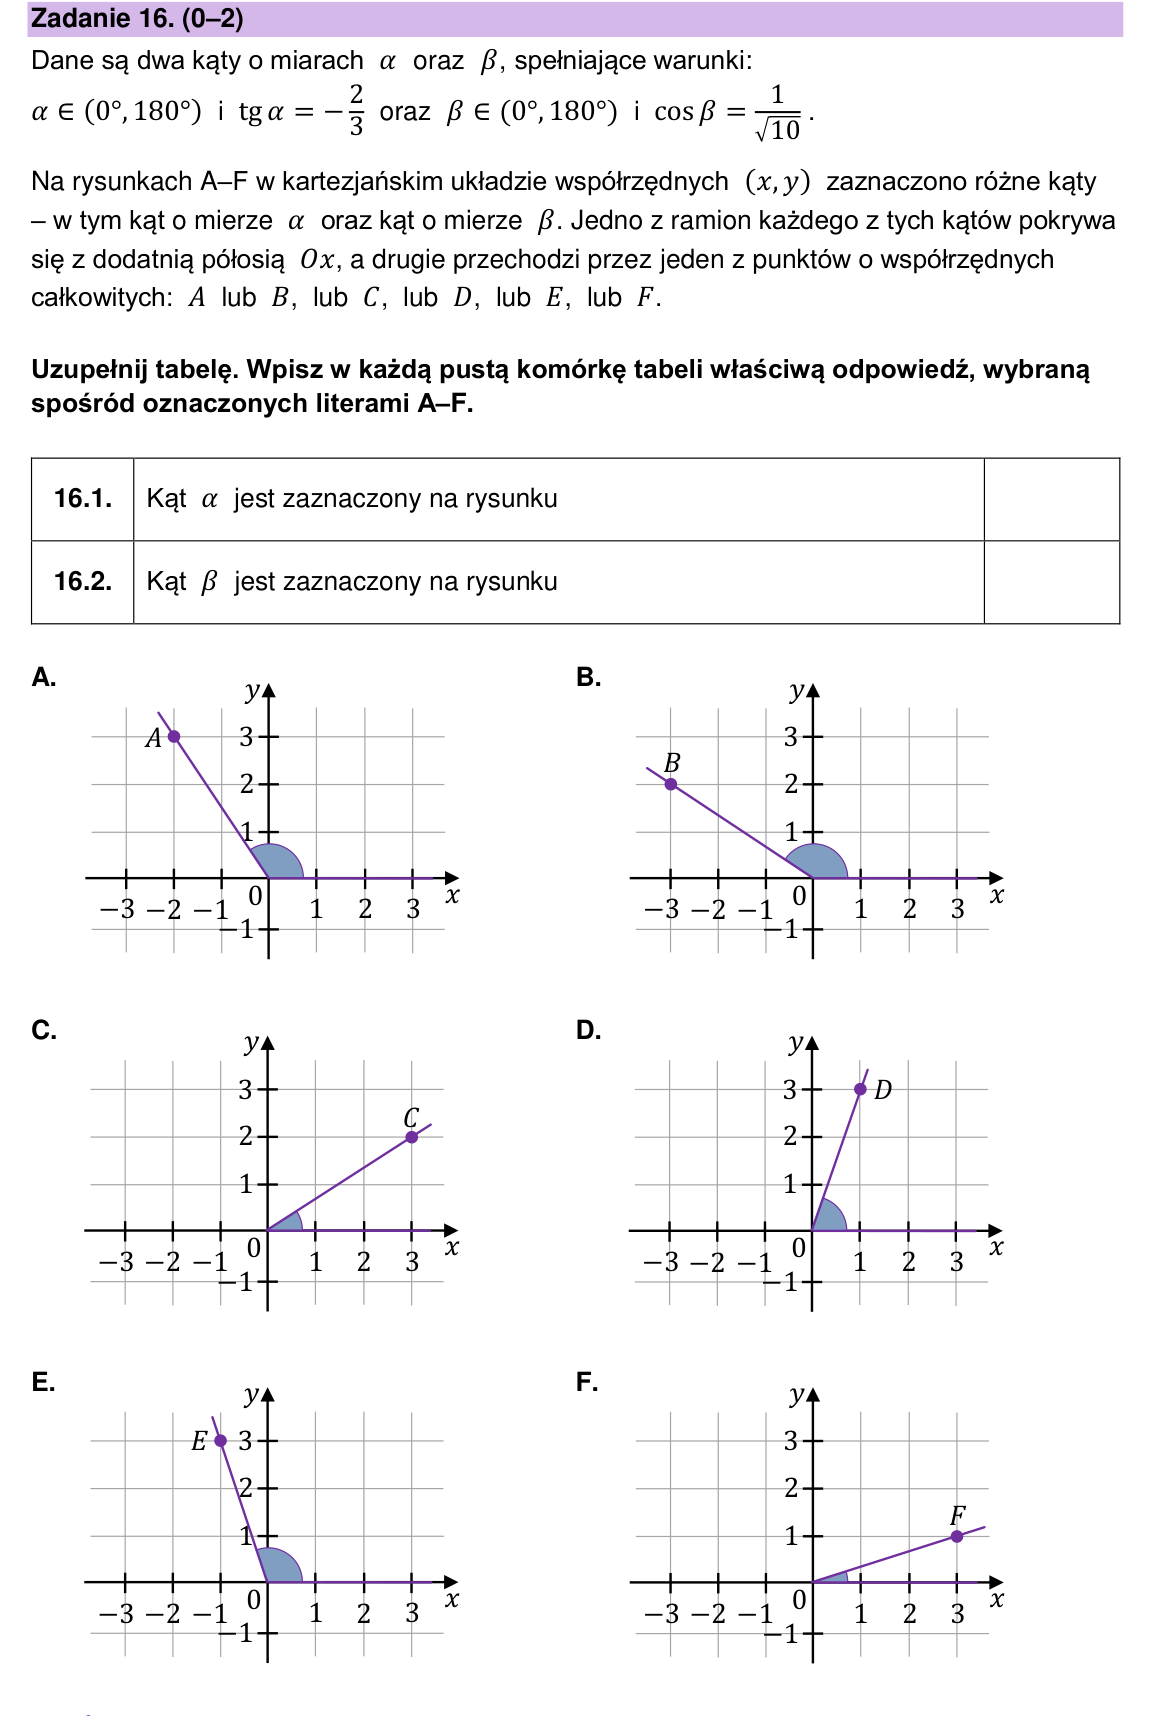 Zadanie 16. (0–2)
Dane są dwa kąty o miarach α oraz β, spełniające warunki:
α ∈ (0°, 180°) i tg α = −2/3 oraz β ∈ (0°, 180°) i cos β = 1/√10 .
Na rysunkach A–F w kartezjańskim układzie współrzędnych (x, y) zaznaczono różne kąty
– w tym kąt o mierze α oraz kąt o mierze β. Jedno z ramion każdego z tych kątów pokrywa
się z dodatnią półosią Ox, a drugie przechodzi przez jeden z punktów o współrzędnych
całkowitych: A lub B, lub C, lub D, lub E, lub F.
Uzupełnij tabelę. Wpisz w każdą pustą komórkę tabeli właściwą odpowiedź, wybraną
spośród oznaczonych literami A–F.
16.1. Kąt α jest zaznaczony na rysunku
16.2. Kąt β jest zaznaczony na rysunku
A.
y
A 3
2
1
0
−3 −2 −1 1 2 3 x
−1
B.
y
B 3
2
1
0
−3 −2 −1 1 2 3 x
−1
C.
y
3
C
2
1
0
−3 −2 −1 1 2 3 x
−1
D.
y
3 D
2
1
0
−3 −2 −1 1 2 3 x
−1
E.
y
E 3
2
1
0
−3 −2 −1 1 2 3 x
−1
F.
y
3
2
F
1
0
−3 −2 −1 1 2 3 x
−1